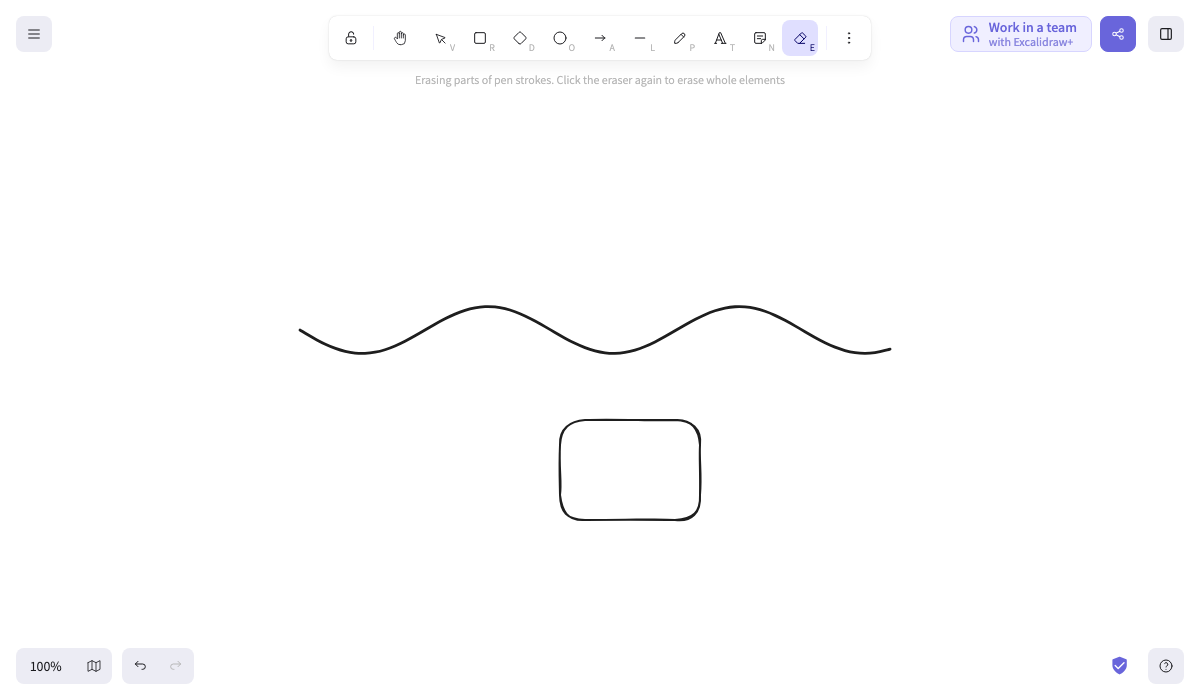 V R D O A L P T N E
Work in a team
with Excalidraw+
Erasing parts of pen strokes. Click the eraser again to erase whole elements
100%